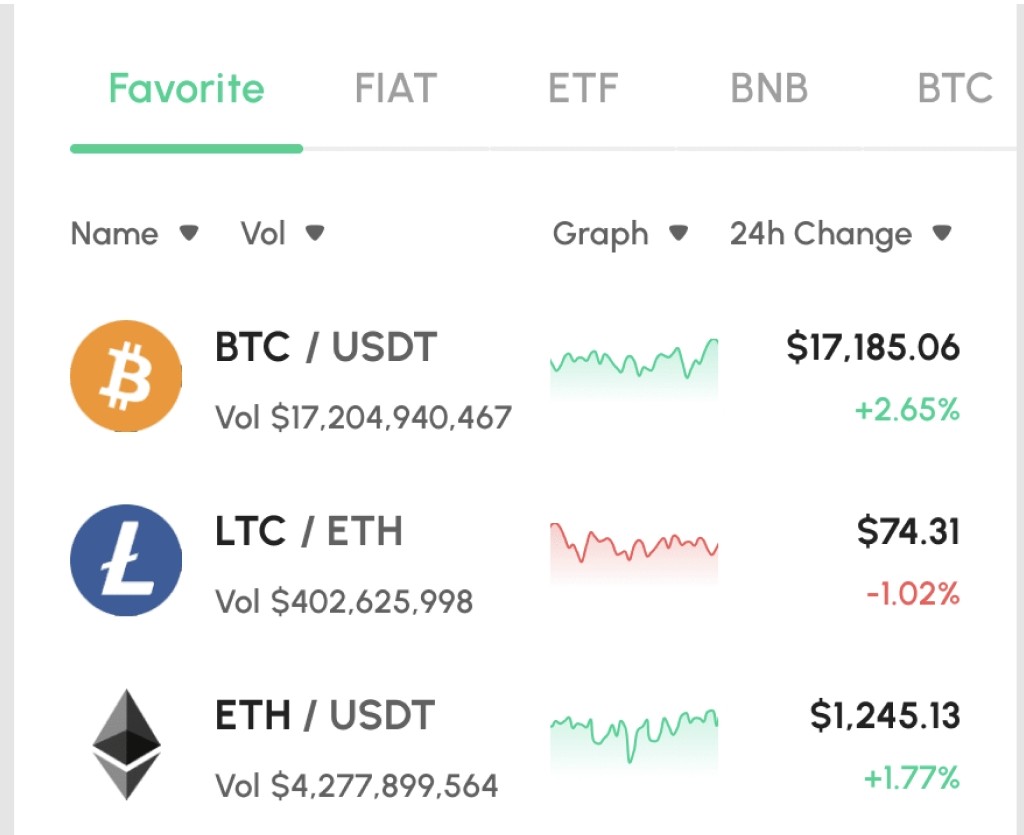 Favorite FIAT ETF BNB BTC
Name Vol Graph 24h Change
BTC / USDT $17,185.06
Vol $17,204,940,467 +2.65%
LTC / ETH $74.31
Vol $402,625,998 -1.02%
ETH / USDT $1,245.13
Vol $4,277,899,564 +1.77%